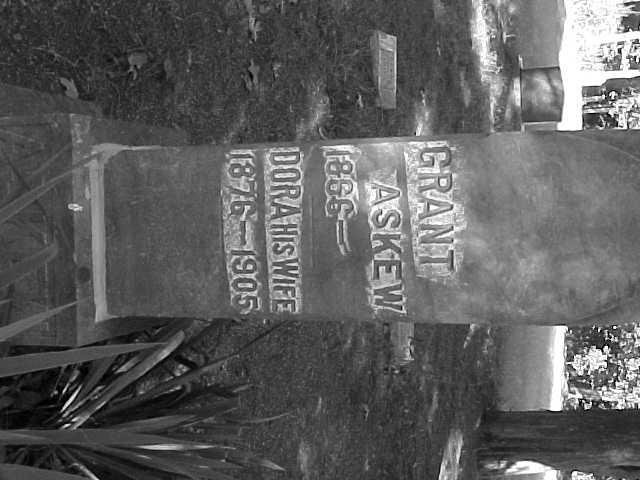 GRANT
ASKEW
1866—
DORA HIS WIFE
1876—1905